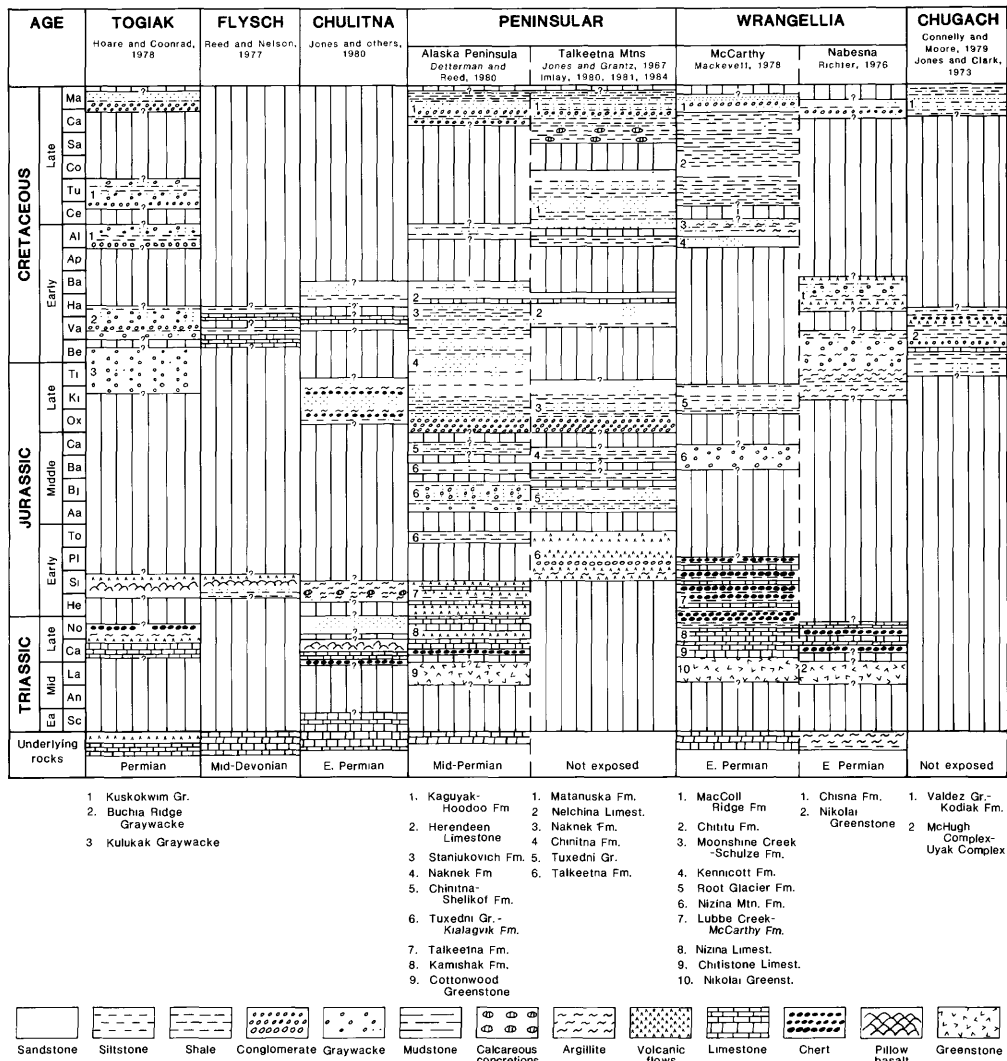 AGE
TOGIAK
Hoare and Coonrad,
1978
FLYSCH
Reed and Nelson,
1977
CHULITNA
Jones and others,
1980
PENINSULAR
Alaska Peninsula
Detterman and
Reed, 1980
Talkeetna Mtns
Jones and Grantz, 1967
Imlay, 1980, 1981, 1984
WRANGELLIA
McCarthy
Mackevett, 1978
Nabesna
Richter, 1976
CHUGACH
Connelly and
Moore, 1979
Jones and Clark,
1973
CRETACEOUS
Late
Ma
Ca
Sa
Co
Tu
Ce
Early
Al
Ap
Ba
Ha
Va
Be
JURASSIC
Late
Ti
Ki
Ox
Middle
Ca
Ba
Bj
Aa
Early
To
Pl
Si
He
TRIASSIC
Late
No
Ca
Mid
La
An
Ea
Sc
Underlying
rocks
Permian
Mid-Devonian
E. Permian
Mid-Permian
Not exposed
E. Permian
E Permian
Not exposed
1 Kuskokwim Gr.
2. Buchia Ridge
Graywacke
3 Kulukak Graywacke
1. Kaguyak-
Hoodoo Fm
2. Herendeen
Limestone
3 Staniukovich Fm.
4. Naknek Fm
5. Chinitna-
Shelikof Fm.
6. Tuxedni Gr.-
Kialagvik Fm.
7. Talkeetna Fm.
8. Kamishak Fm.
9. Cottonwood
Greenstone
1. Matanuska Fm.
2 Nelchina Limest.
3. Naknek Fm.
4 Chinitna Fm.
5. Tuxedni Gr.
6. Talkeetna Fm.
1. MacColl
Ridge Fm
2. Chititu Fm.
3. Moonshine Creek
-Schulze Fm.
4. Kennicott Fm.
5 Root Glacier Fm.
6. Nizina Mtn. Fm.
7 Lubbe Creek-
McCarthy Fm.
8. Nizina Limest.
9. Chitistone Limest.
10. Nikolai Greenst.
1. Chisna Fm.
2. Nikolai
Greenstone
1. Valdez Gr.-
Kodiak Fm.
2 McHugh
Complex-
Uyak Complex
Sandstone
Siltstone
Shale
Conglomerate
Graywacke
Mudstone
Calcareous
concretions
Argillite
Volcanic
flows
Limestone
Chert
Pillow
basalt
Greenstone